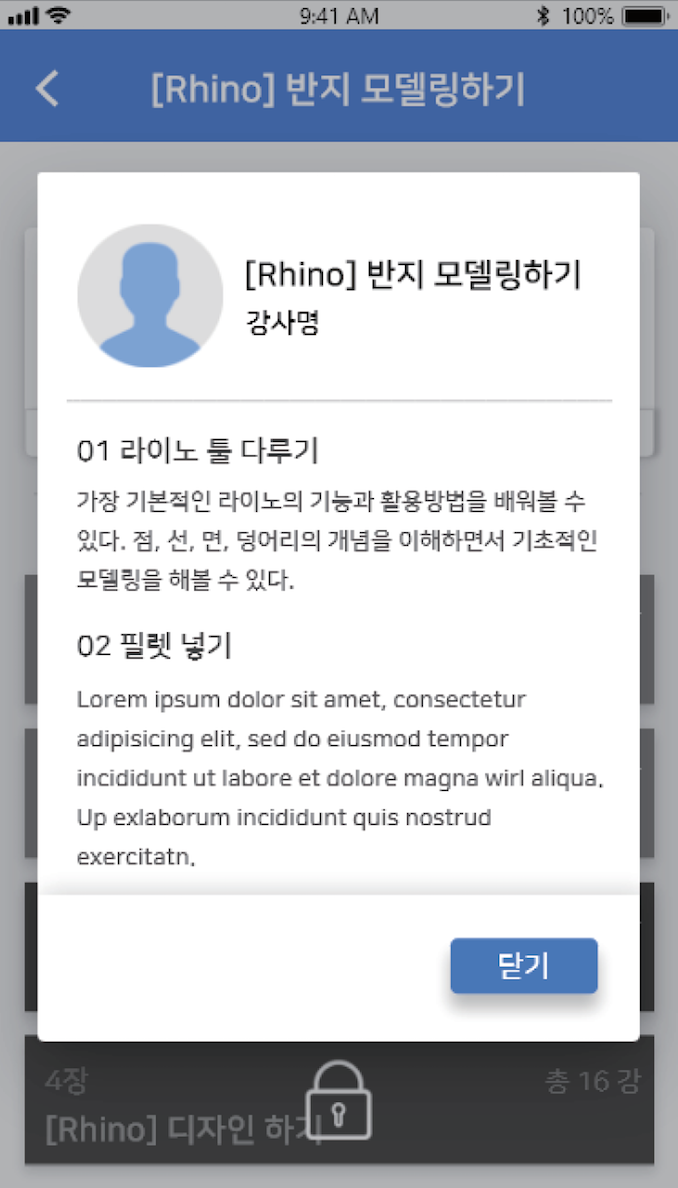 9:41 AM
100%
[Rhino] 반지 모델링하기
[Rhino] 반지 모델링하기
강사명
01 라이노 툴 다루기
가장 기본적인 라이노의 기능과 활용방법을 배워볼 수
있다. 점, 선, 면, 덩어리의 개념을 이해하면서 기초적인
모델링을 해볼 수 있다.
02 필렛 넣기
Lorem ipsum dolor sit amet, consectetur
adipisicing elit, sed do eiusmod tempor
incididunt ut labore et dolore magna wirl aliqua.
Up exlaborum incididunt quis nostrud
exercitatn.
닫기
4장
총 16 강
[Rhino] 디자인 하기